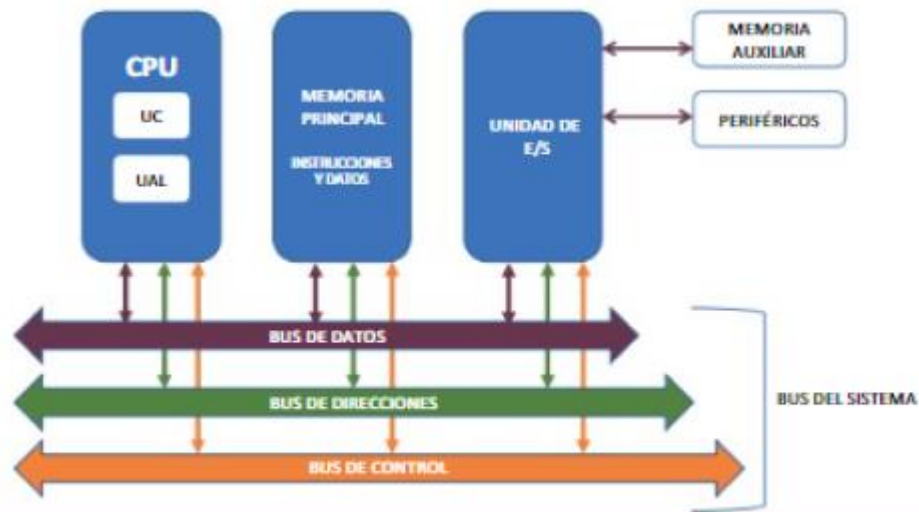 CPU
UC
UAL
MEMORIA
PRINCIPAL
INSTRUCCIONES
Y DATOS
UNIDAD DE
E/S
MEMORIA
AUXILIAR
PERIFÉRICOS
BUS DE DATOS
BUS DE DIRECCIONES
BUS DE CONTROL
BUS DEL SISTEMA